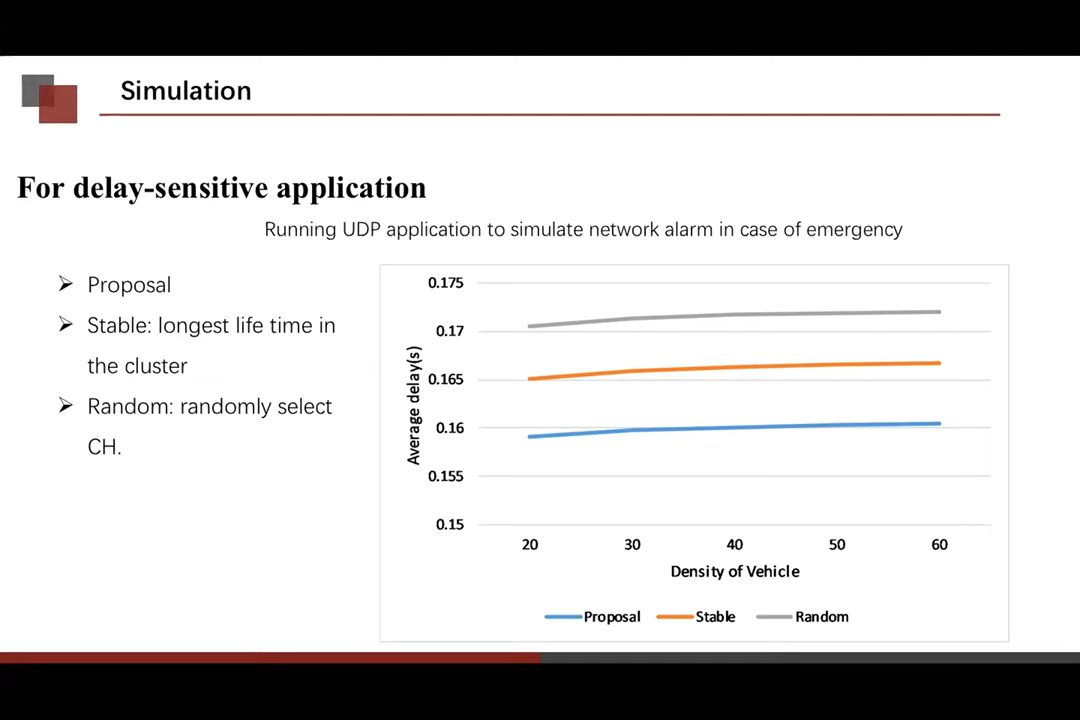 Simulation
For delay-sensitive application
Running UDP application to simulate network alarm in case of emergency
➢ Proposal
➢ Stable: longest life time in
the cluster
➢ Random: randomly select
CH.
Average delay(s)
0.175
0.17
0.165
0.16
0.155
0.15
20 30 40 50 60
Density of Vehicle
Proposal Stable Random